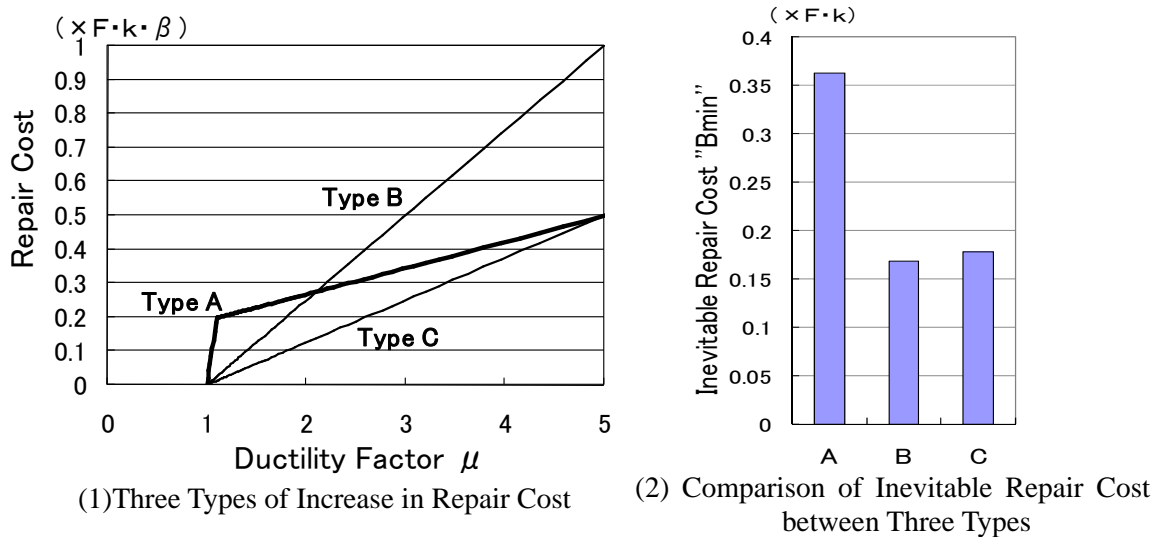 (×F・k・β)
Repair Cost
1
0.9
0.8
0.7
0.6
0.5
0.4
0.3
0.2
0.1
0
Type B
Type A
Type C
0 1 2 3 4 5
Ductility Factor μ
(1)Three Types of Increase in Repair Cost
(×F・k)
Inevitable Repair Cost "Bmin"
0.4
0.35
0.3
0.25
0.2
0.15
0.1
0.05
0
A B C
(2) Comparison of Inevitable Repair Cost
between Three Types